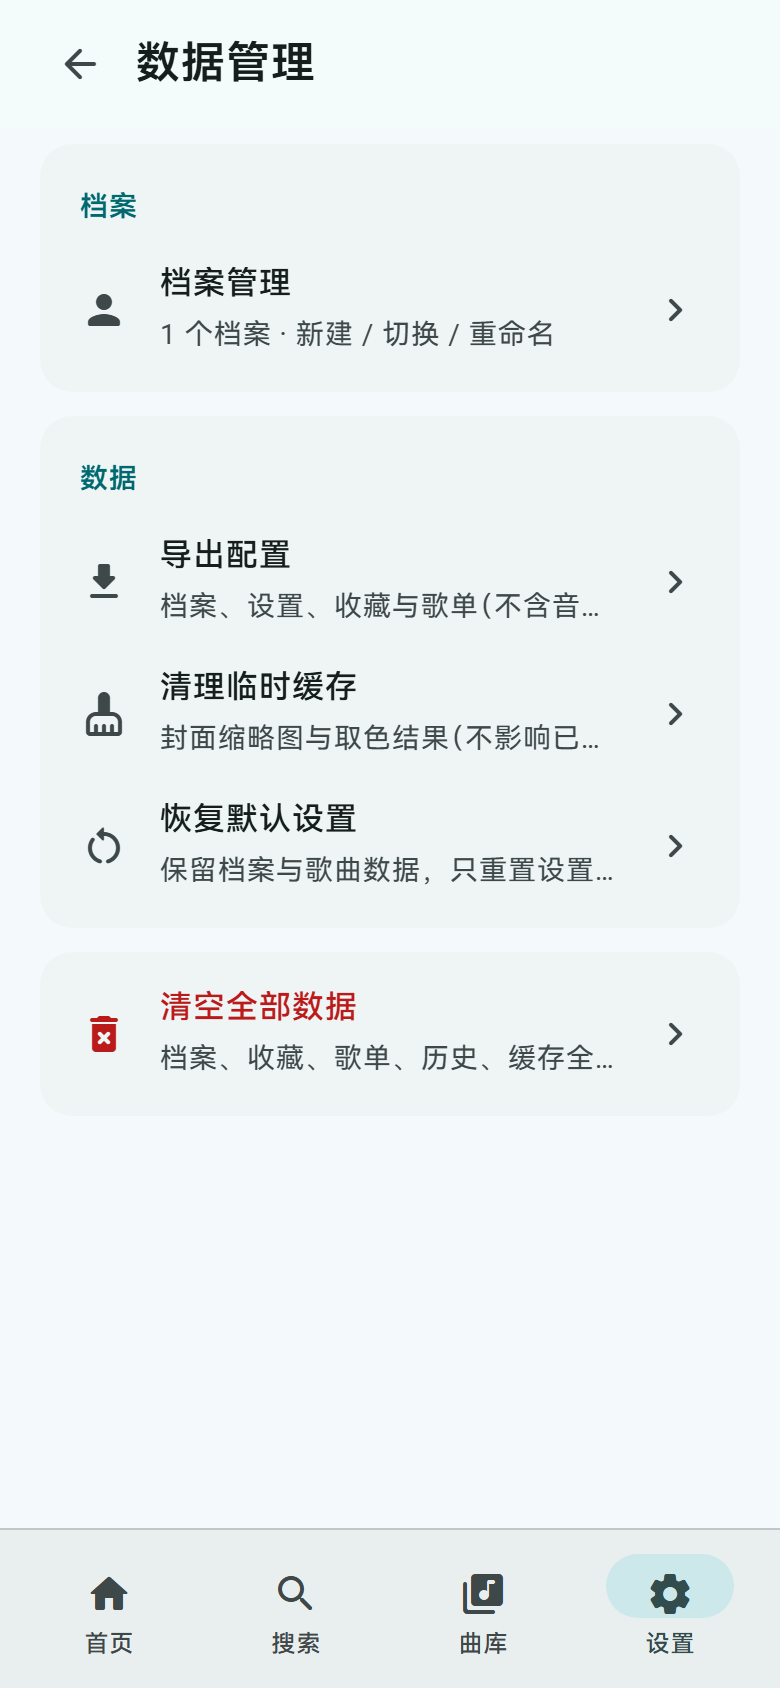 数据管理
档案
档案管理
1 个档案 · 新建 / 切换 / 重命名
数据
导出配置
档案、设置、收藏与歌单(不含音...
清理临时缓存
封面缩略图与取色结果(不影响已...
恢复默认设置
保留档案与歌曲数据，只重置设置...
清空全部数据
档案、收藏、歌单、历史、缓存全...
首页
搜索
曲库
设置